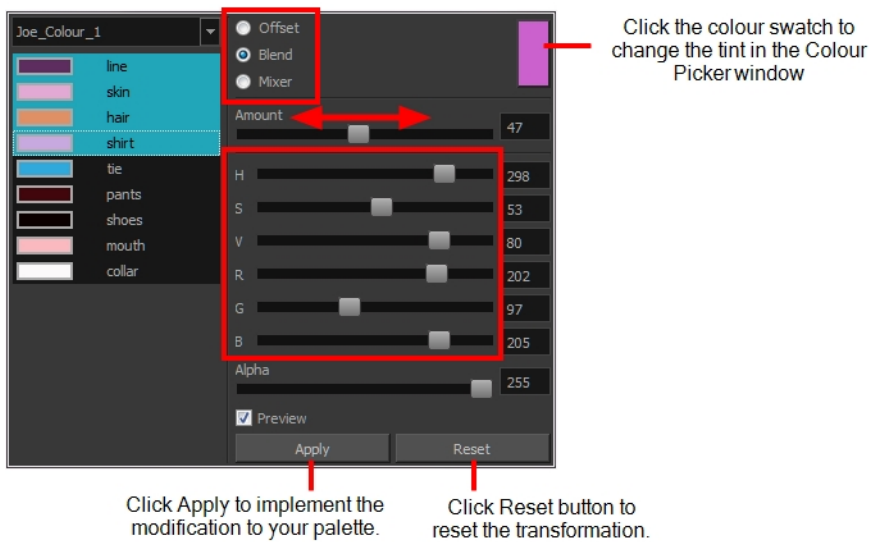 Joe_Colour_1
line
skin
hair
shirt
tie
pants
shoes
mouth
collar
Offset
Blend
Mixer
Amount
47
H 298
S 53
V 80
R 202
G 97
B 205
Alpha
255
Preview
Apply Reset
Click the colour swatch to
change the tint in the Colour
Picker window
Click Apply to implement the
modification to your palette.
Click Reset button to
reset the transformation.